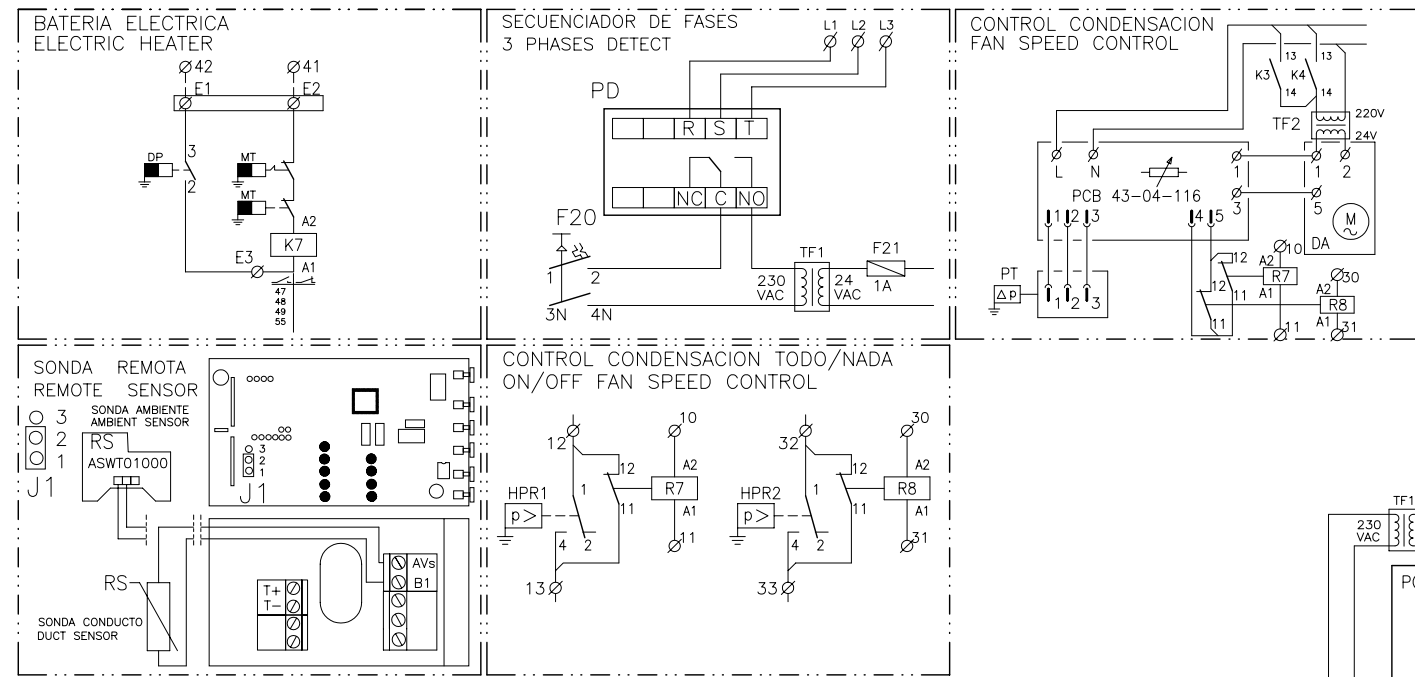 BATERIA ELECTRICA
ELECTRIC HEATER
42
41
E1
E2
DP
3
2
MT
MT
A2
K7
E3
A1
47
48
49
55
SECUENCIADOR DE FASES
3 PHASES DETECT
L1 L2 L3
PD
R S T
NC C NO
F20
1
2
3N
4N
TF1
230
VAC
24
VAC
F21
1A
CONTROL CONDENSACION
FAN SPEED CONTROL
13
13
K3
K4
14
14
TF2
220V
24V
L
N
1
1
2
PCB 43-04-116
3
5
1 2 3
4 5
M
DA
PT
Δp
1 2 3
12
10
A2
R7
A1
12
11
11
11
30
A2
R8
A1
31
SONDA REMOTA
REMOTE SENSOR
3
2
1
J1
SONDA AMBIENTE
AMBIENT SENSOR
RS
ASWT01000
3
2
1
J1
RS
SONDA CONDUCTO
DUCT SENSOR
T+
T-
AVs
B1
CONTROL CONDENSACION TODO/NADA
ON/OFF FAN SPEED CONTROL
12
10
12
A2
R7
A1
11
11
HPR1
p>
1
4
2
13
32
30
12
A2
R8
A1
11
31
HPR2
p>
1
4
2
33
TF1
230
VAC